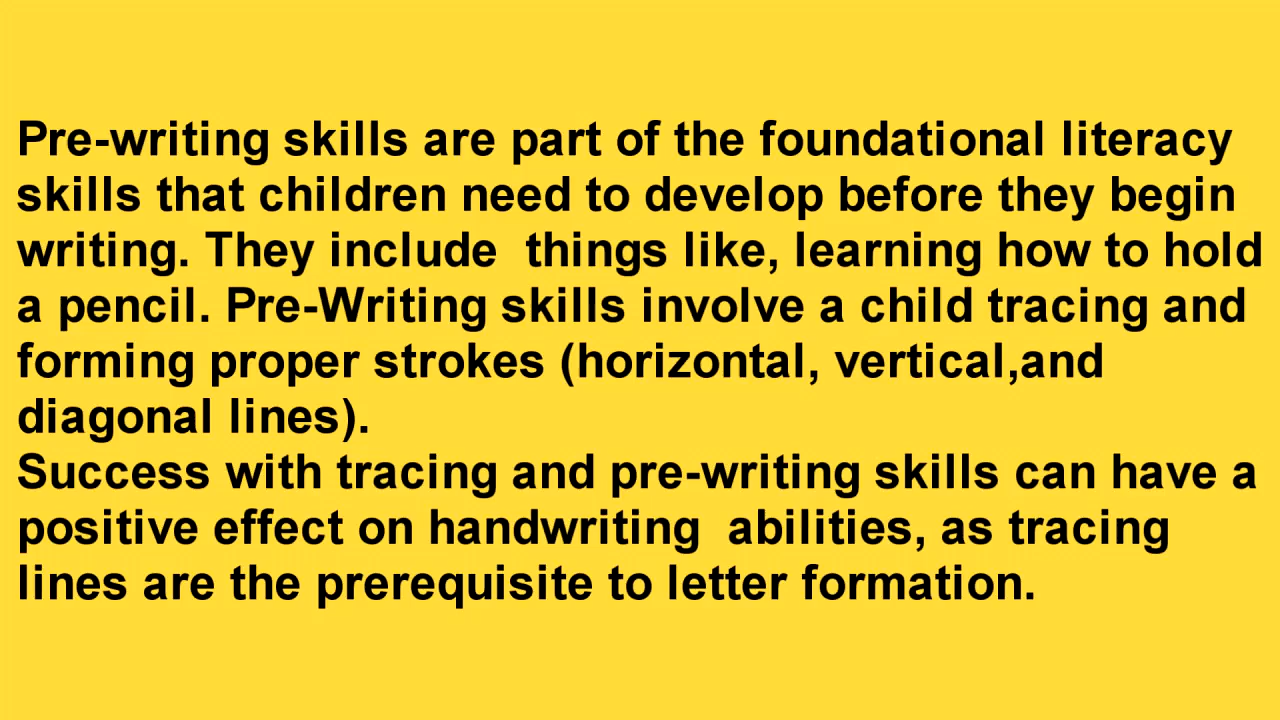 Pre-writing skills are part of the foundational literacy
skills that children need to develop before they begin
writing. They include  things like, learning how to hold
a pencil. Pre-Writing skills involve a child tracing and
forming proper strokes (horizontal, vertical,and
diagonal lines).
Success with tracing and pre-writing skills can have a
positive effect on handwriting  abilities, as tracing
lines are the prerequisite to letter formation.